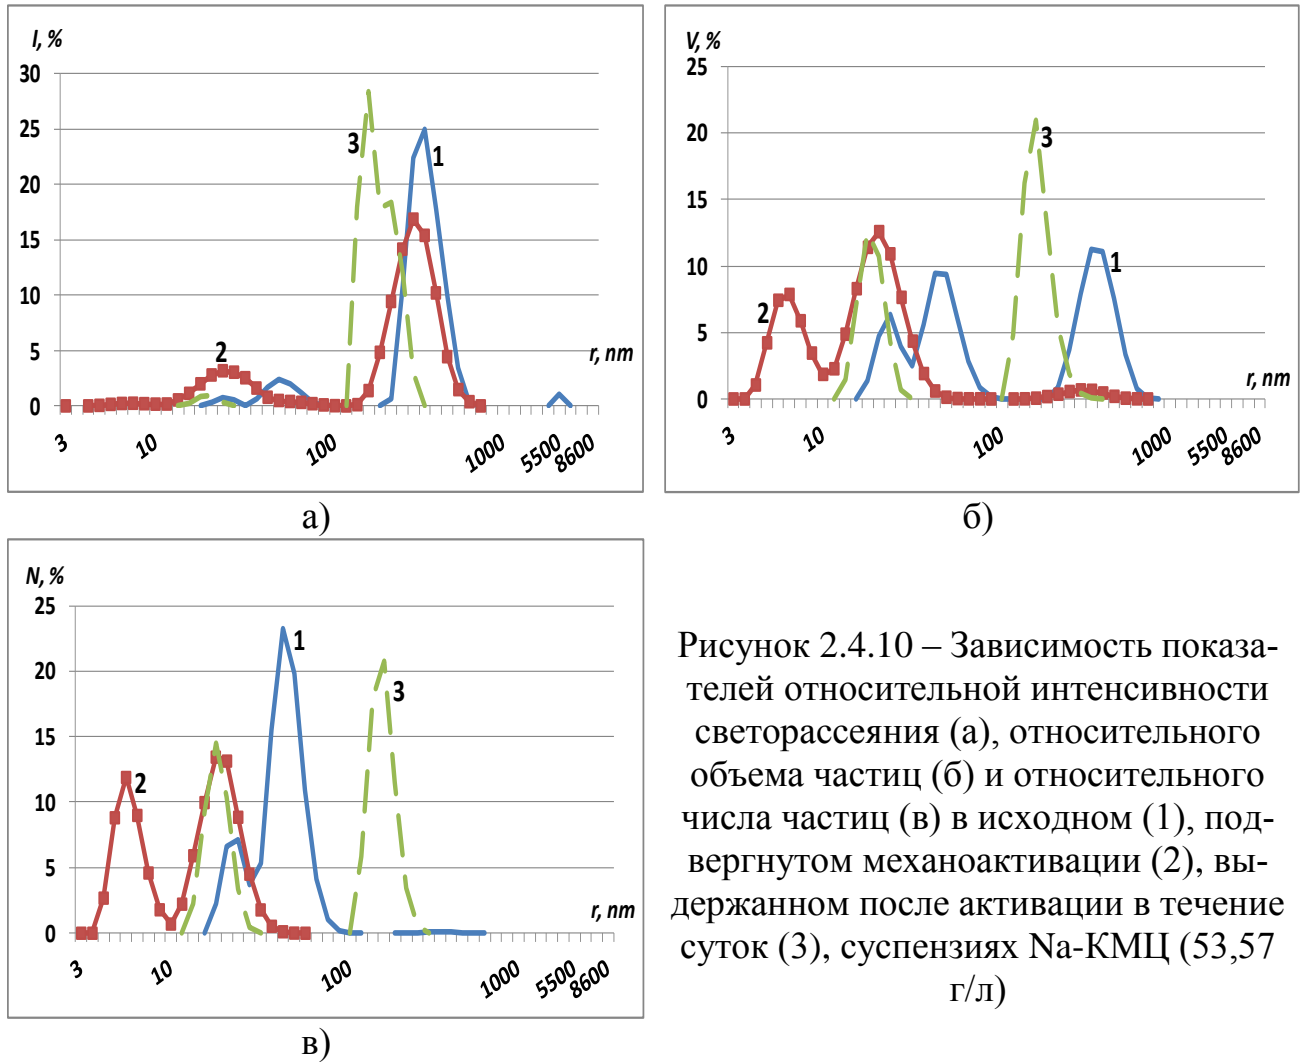 I, %
30
25
20
15
10
5
0
3
1
2
r, nm
3
10
100
1000
5500
8600
а)
V, %
25
20
15
10
5
0
3
1
2
r, nm
3
10
100
1000
5500
8600
б)
N, %
25
20
15
10
5
0
1
3
2
r, nm
3
10
100
1000
5500
8600
в)
Рисунок 2.4.10 – Зависимость показа-
телей относительной интенсивности
светорассеяния (а), относительного
объема частиц (б) и относительного
числа частиц (в) в исходном (1), под-
вергнутом механоактивации (2), вы-
держанном после активации в течение
суток (3), суспензиях Na-КМЦ (53,57
г/л)